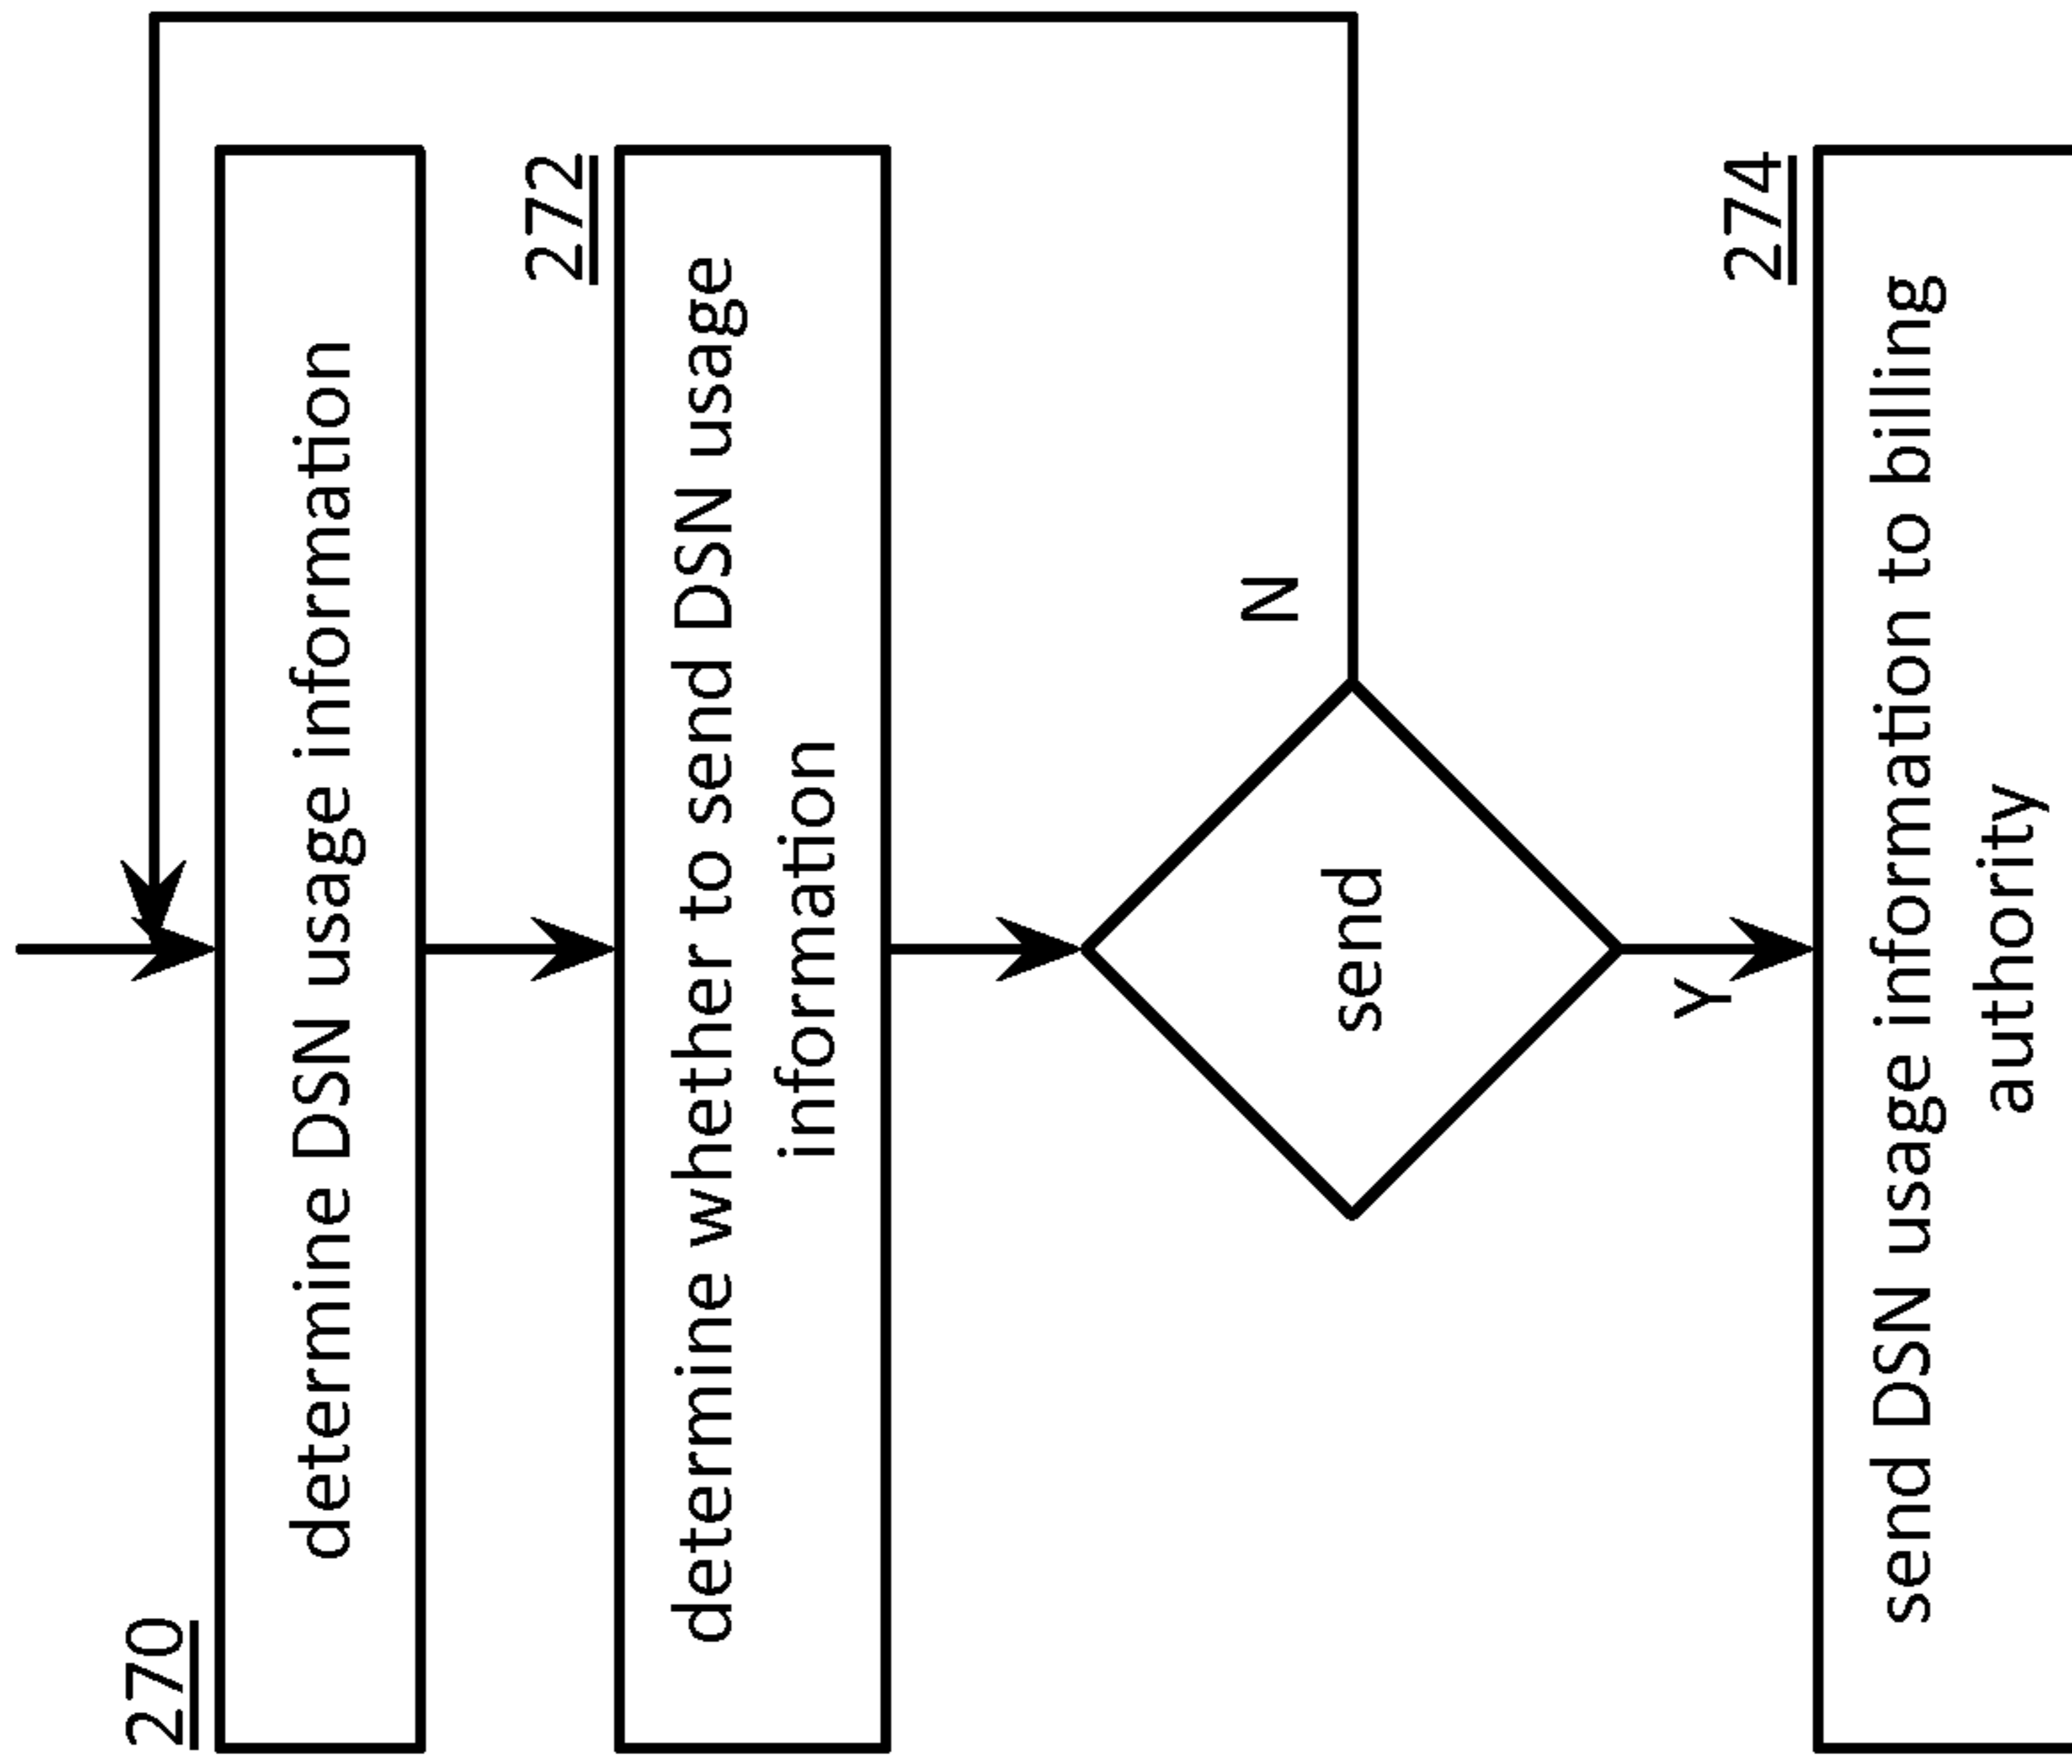 270
determine DSN usage information
272
determine whether to send DSN usage
information
send
N
Y
274
send DSN usage information to billing
authority